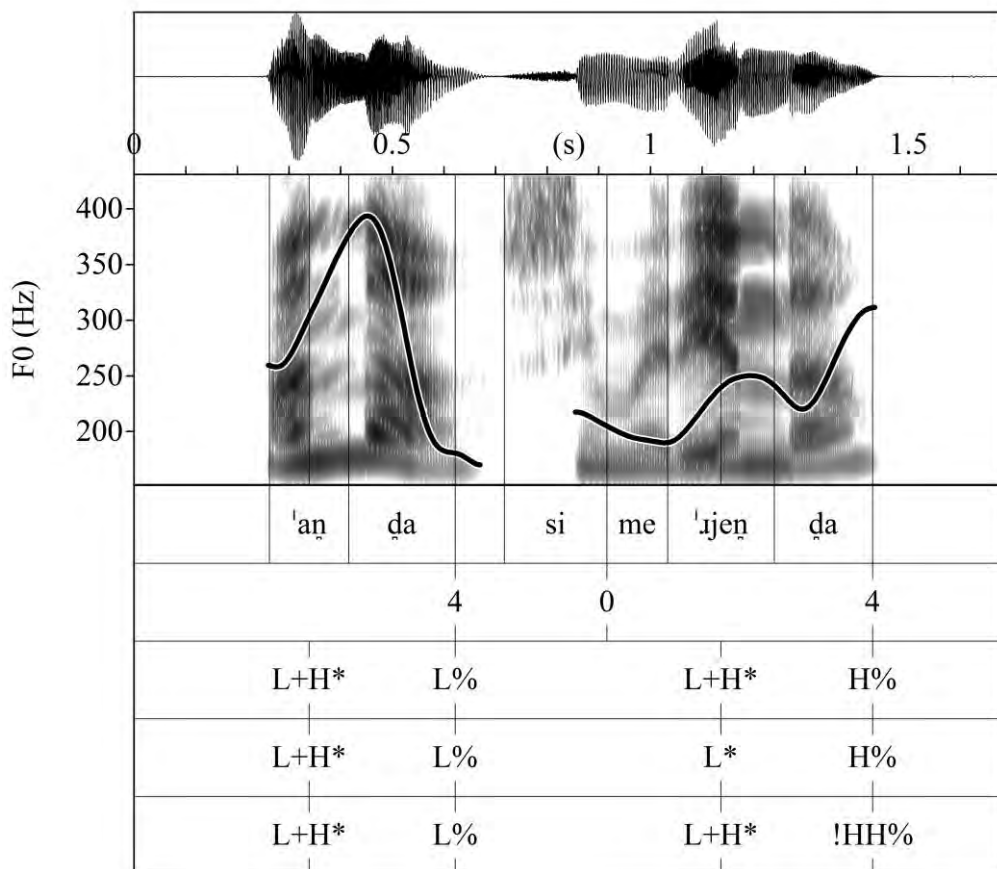 0 0.5 (s) 1 1.5
400
350
300
250
200
F0 (Hz)
ˈan̪ d̪a si me ˈɹjen̪ d̪a
4 0 4
L+H* L% L+H* H%
L+H* L% L* H%
L+H* L% L+H* !HH%